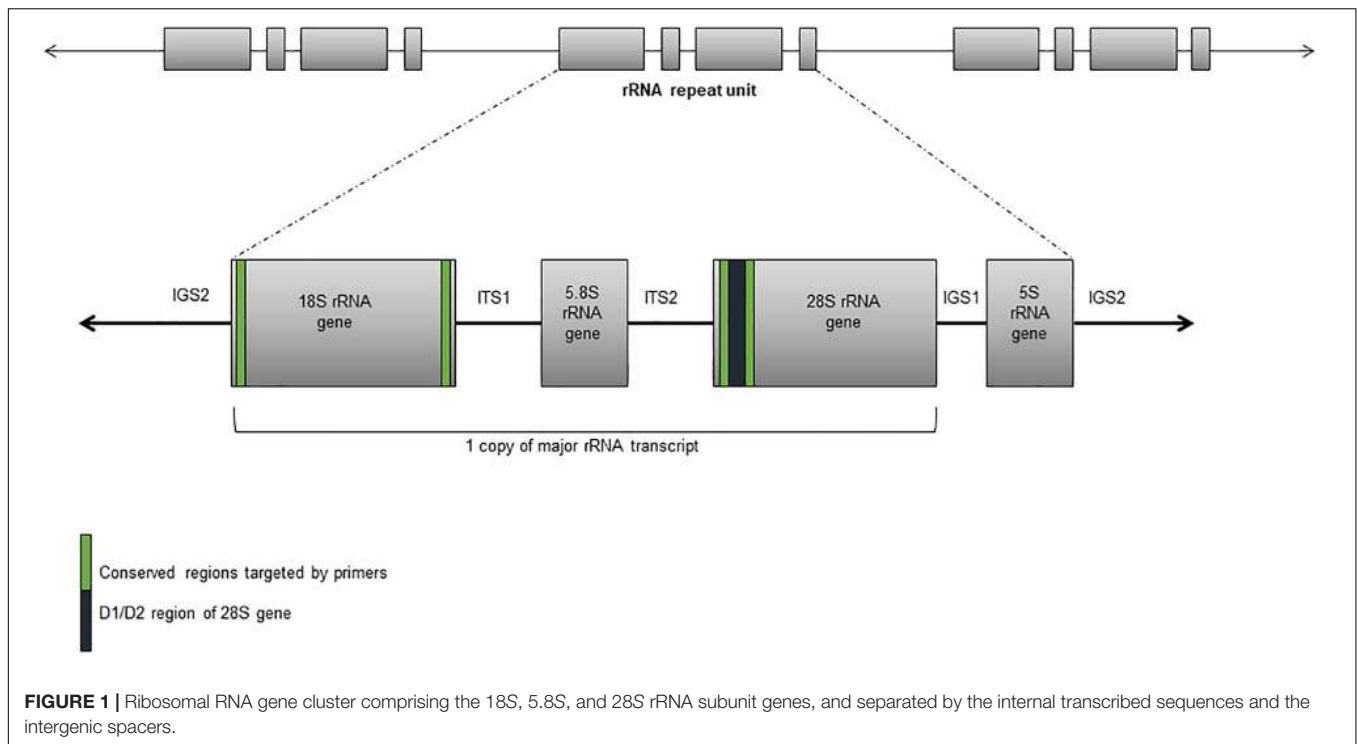 rRNA repeat unit
IGS2
18S rRNA
gene
ITS1
5.8S
rRNA
gene
ITS2
28S rRNA
gene
IGS1
5S
rRNA
gene
IGS2
1 copy of major rRNA transcript
Conserved regions targeted by primers
D1/D2 region of 28S gene
FIGURE 1 | Ribosomal RNA gene cluster comprising the 18S, 5.8S, and 28S rRNA subunit genes, and separated by the internal transcribed sequences and the
intergenic spacers.